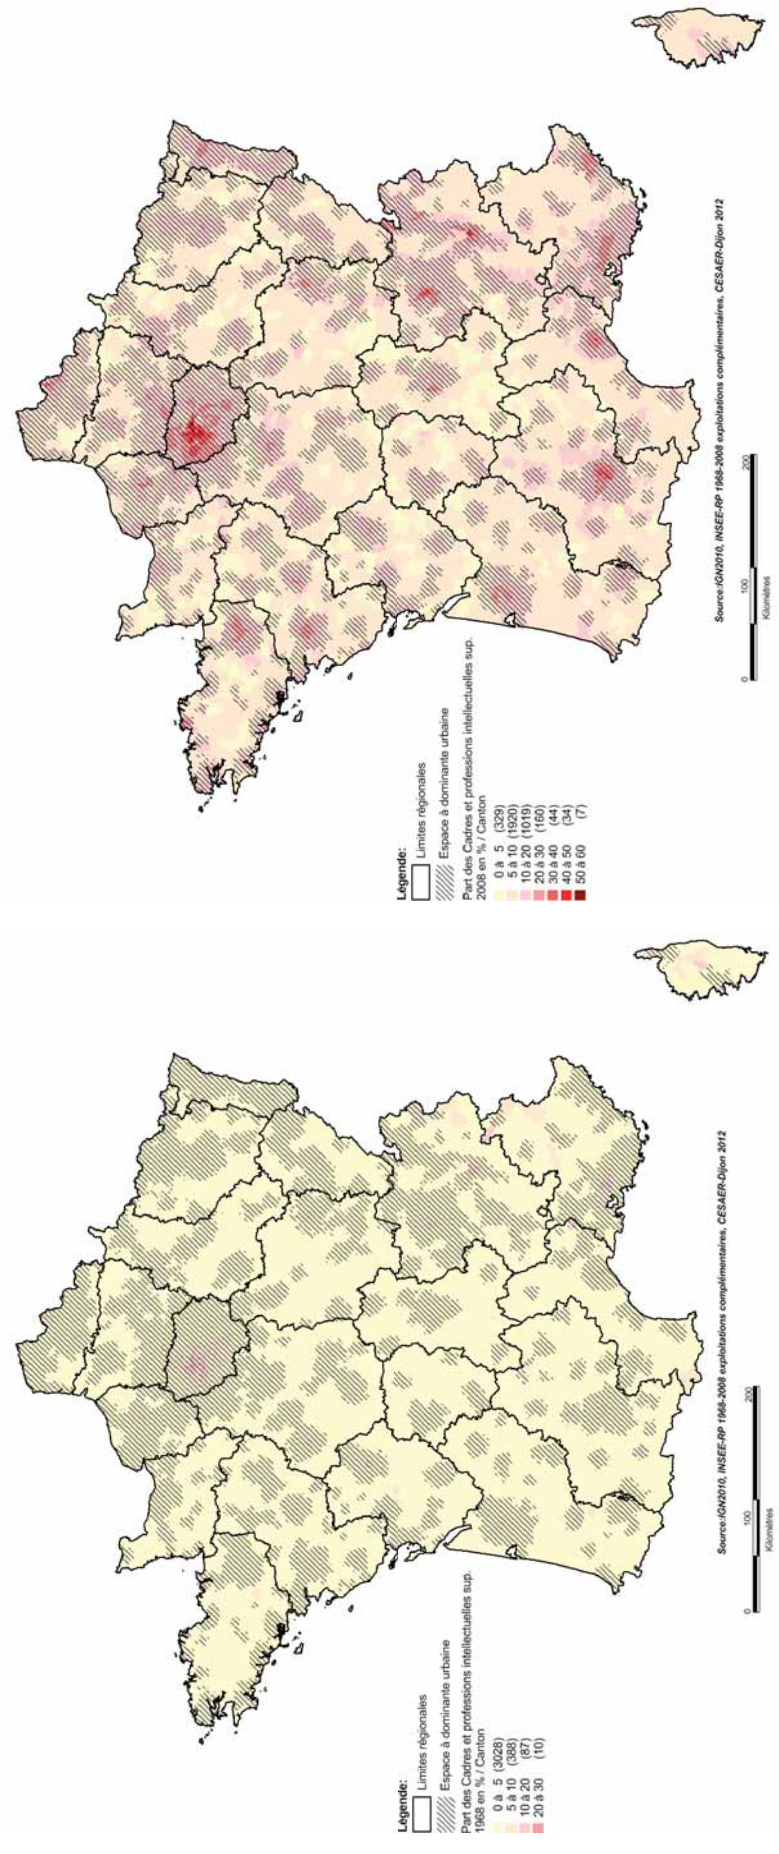 Légende:
Limites régionales
Espace à dominante urbaine
Part des Cadres et professions intellectuelles sup.
2008 en % / Canton
0 à 5 (329)
5 à 10 (1920)
10 à 20 (1019)
20 à 30 (160)
30 à 40 (44)
40 à 50 (34)
50 à 60 (7)
0 100 200
Kilomètres
Source:IGN2010, INSEE-RP 1968-2008 exploitations complémentaires, CESAER-Dijon 2012
Légende:
Limites régionales
Espace à dominante urbaine
Part des Cadres et professions intellectuelles sup.
1968 en % / Canton
0 à 5 (3028)
5 à 10 (388)
10 à 20 (87)
20 à 30 (10)
0 100 200
Kilomètres
Source:IGN2010, INSEE-RP 1968-2008 exploitations complémentaires, CESAER-Dijon 2012